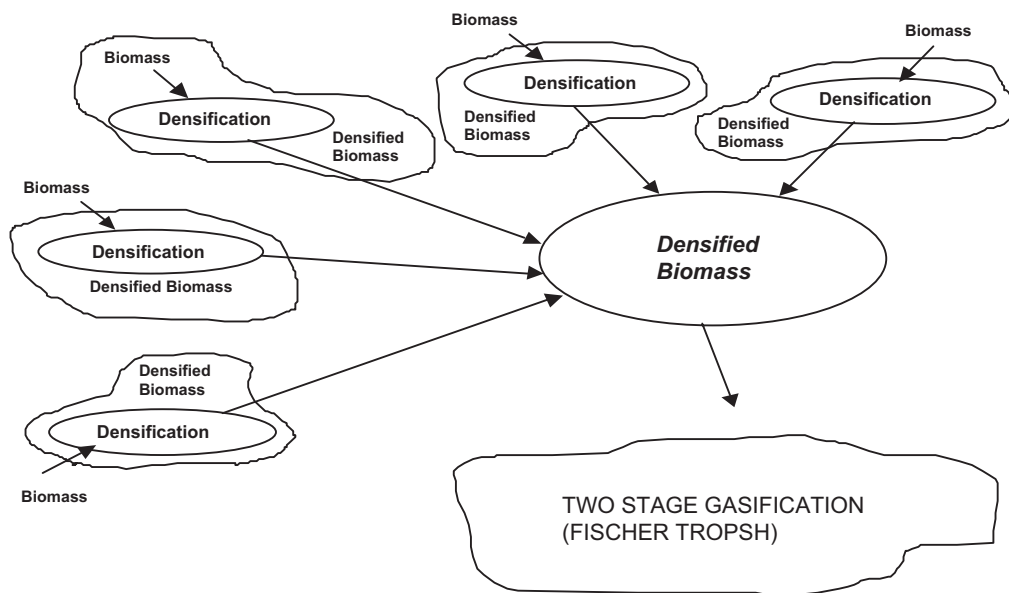 Biomass
Densification
Densified
Biomass
Biomass
Densification
Densified
Biomass
Biomass
Densification
Densified
Biomass
Biomass
Densification
Densified Biomass
Densified
Biomass
Densified
Biomass
Densification
Biomass
TWO STAGE GASIFICATION
(FISCHER TROPSH)